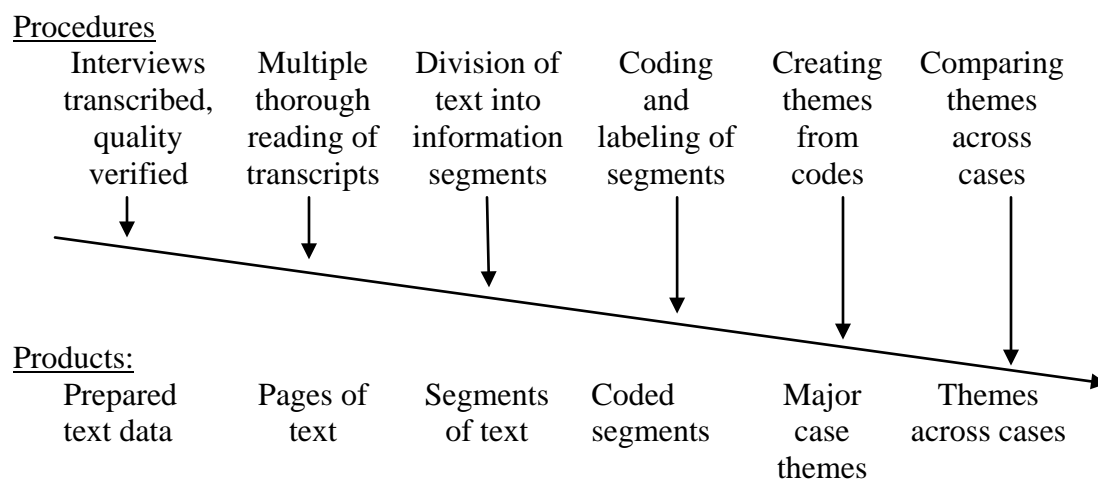 Procedures
Interviews transcribed, quality verified
Multiple thorough reading of transcripts
Division of text into information segments
Coding and labeling of segments
Creating themes from codes
Comparing themes across cases
Products:
Prepared text data
Pages of text
Segments of text
Coded segments
Major case themes
Themes across cases